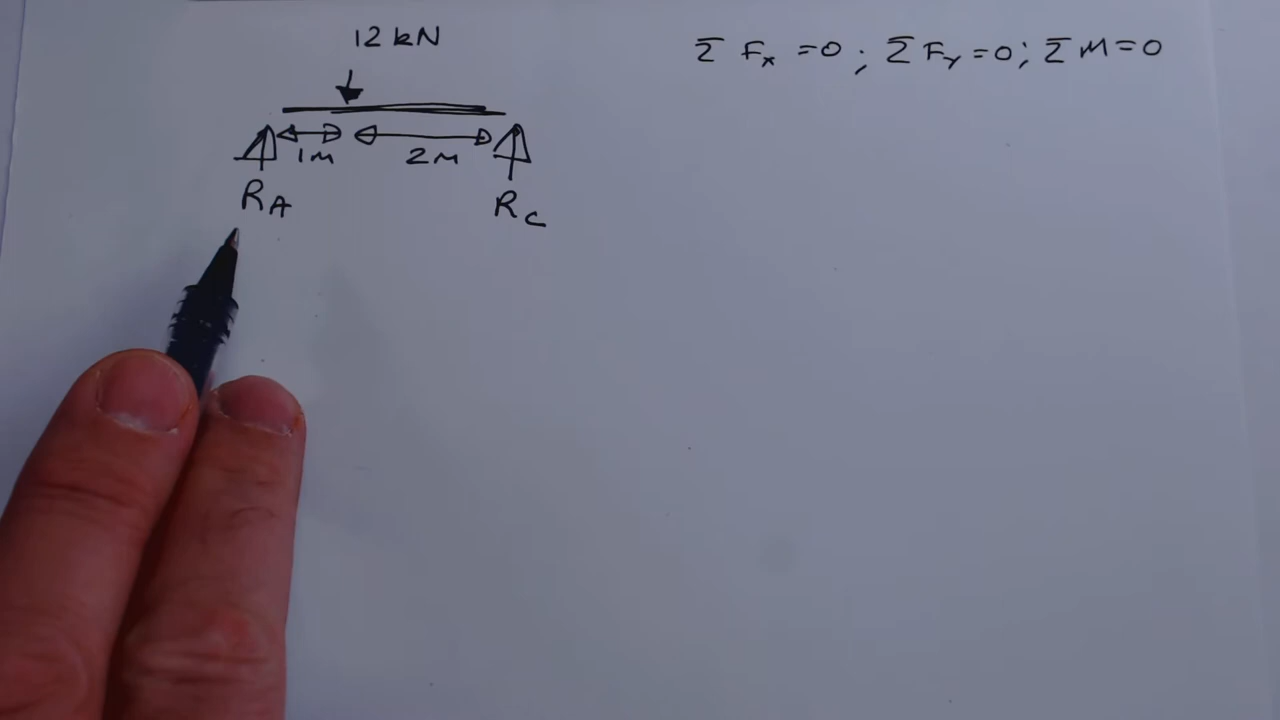 12 kN
Σ Fx = 0 ; Σ Fy = 0 ; Σ M = 0
1m 2m
RA RC